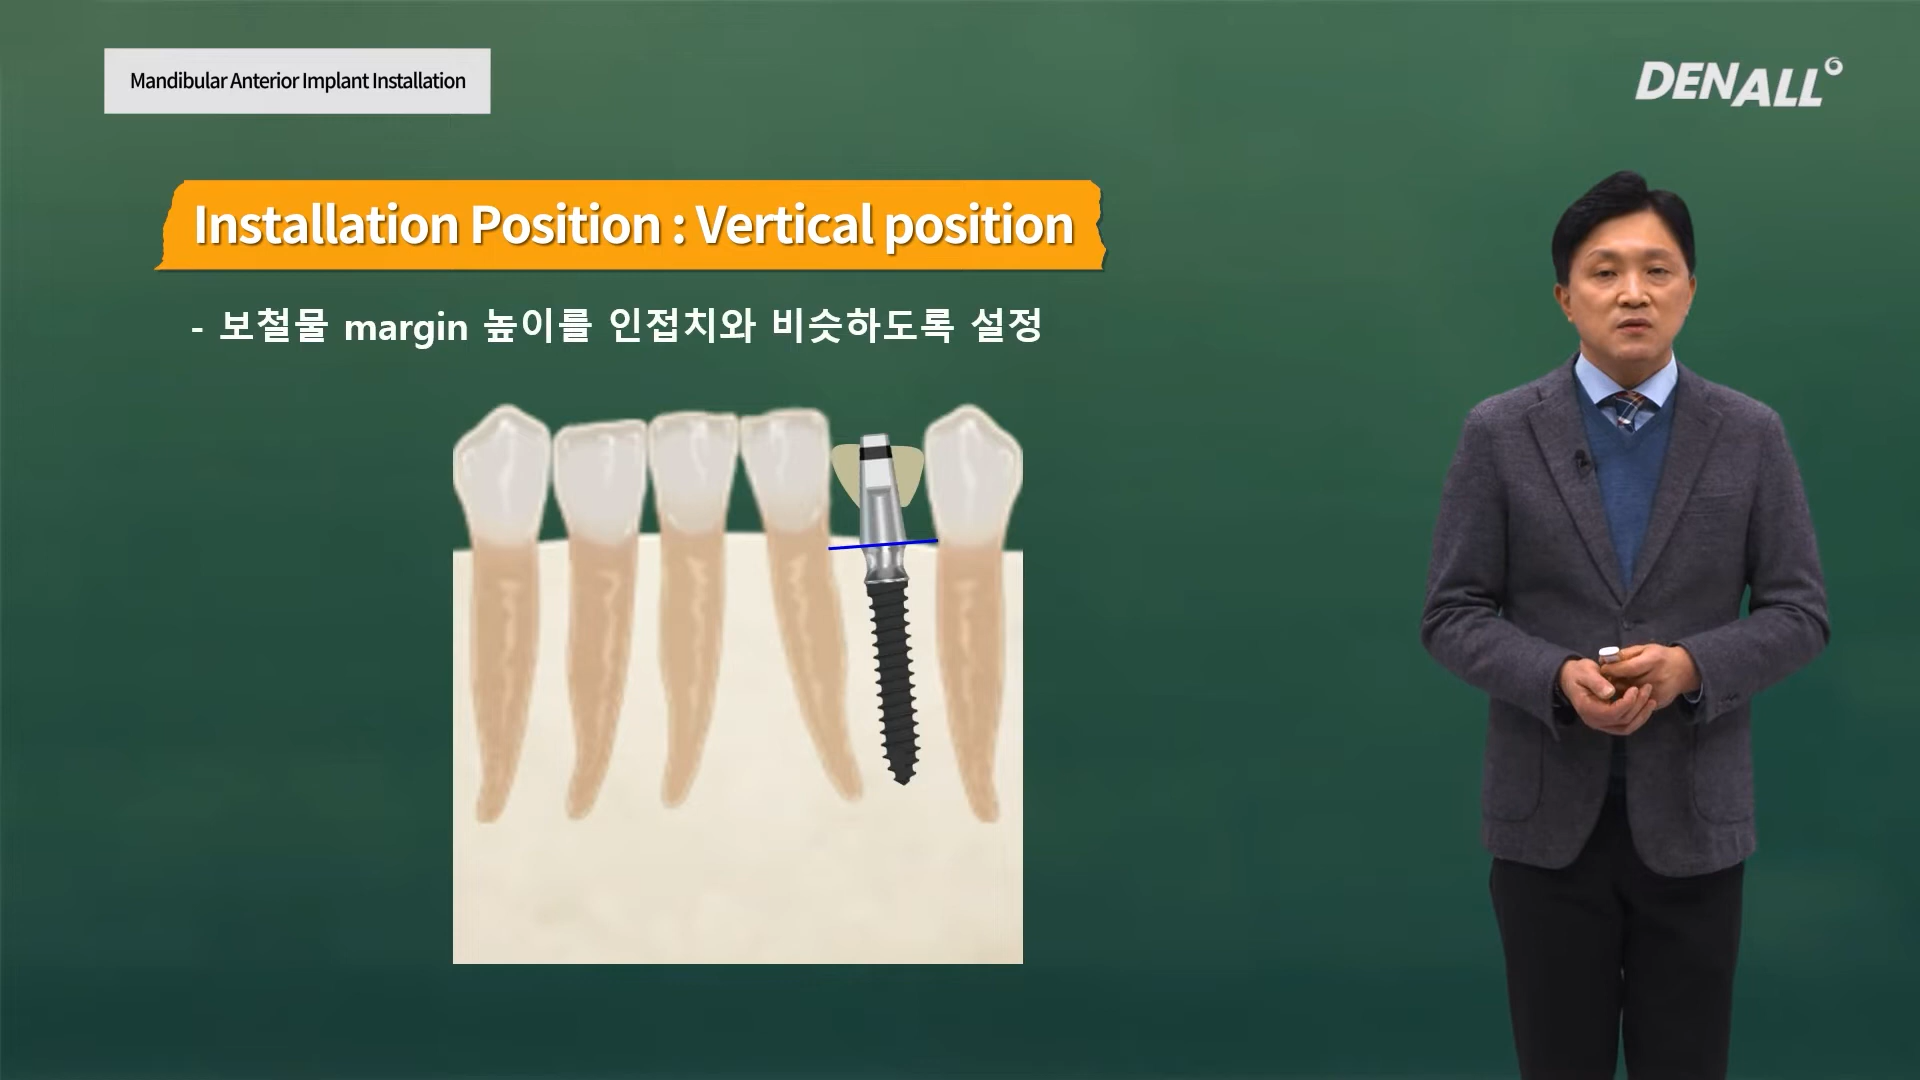 Mandibular Anterior Implant Installation
DENALL
Installation Position : Vertical position
- 보철물 margin 높이를 인접치와 비슷하도록 설정